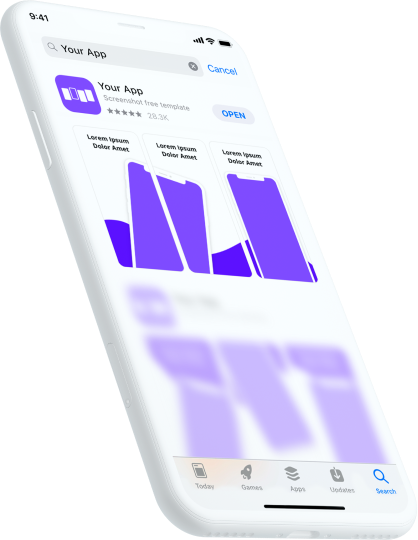 9:41
Your App
Cancel
Your App
Screenshot free template
28.3K
OPEN
Lorem Ipsum
Dolor Amet
Lorem Ipsum
Dolor Amet
Lorem Ipsum
Dolor Amet
Today
Games
Apps
Updates
Search